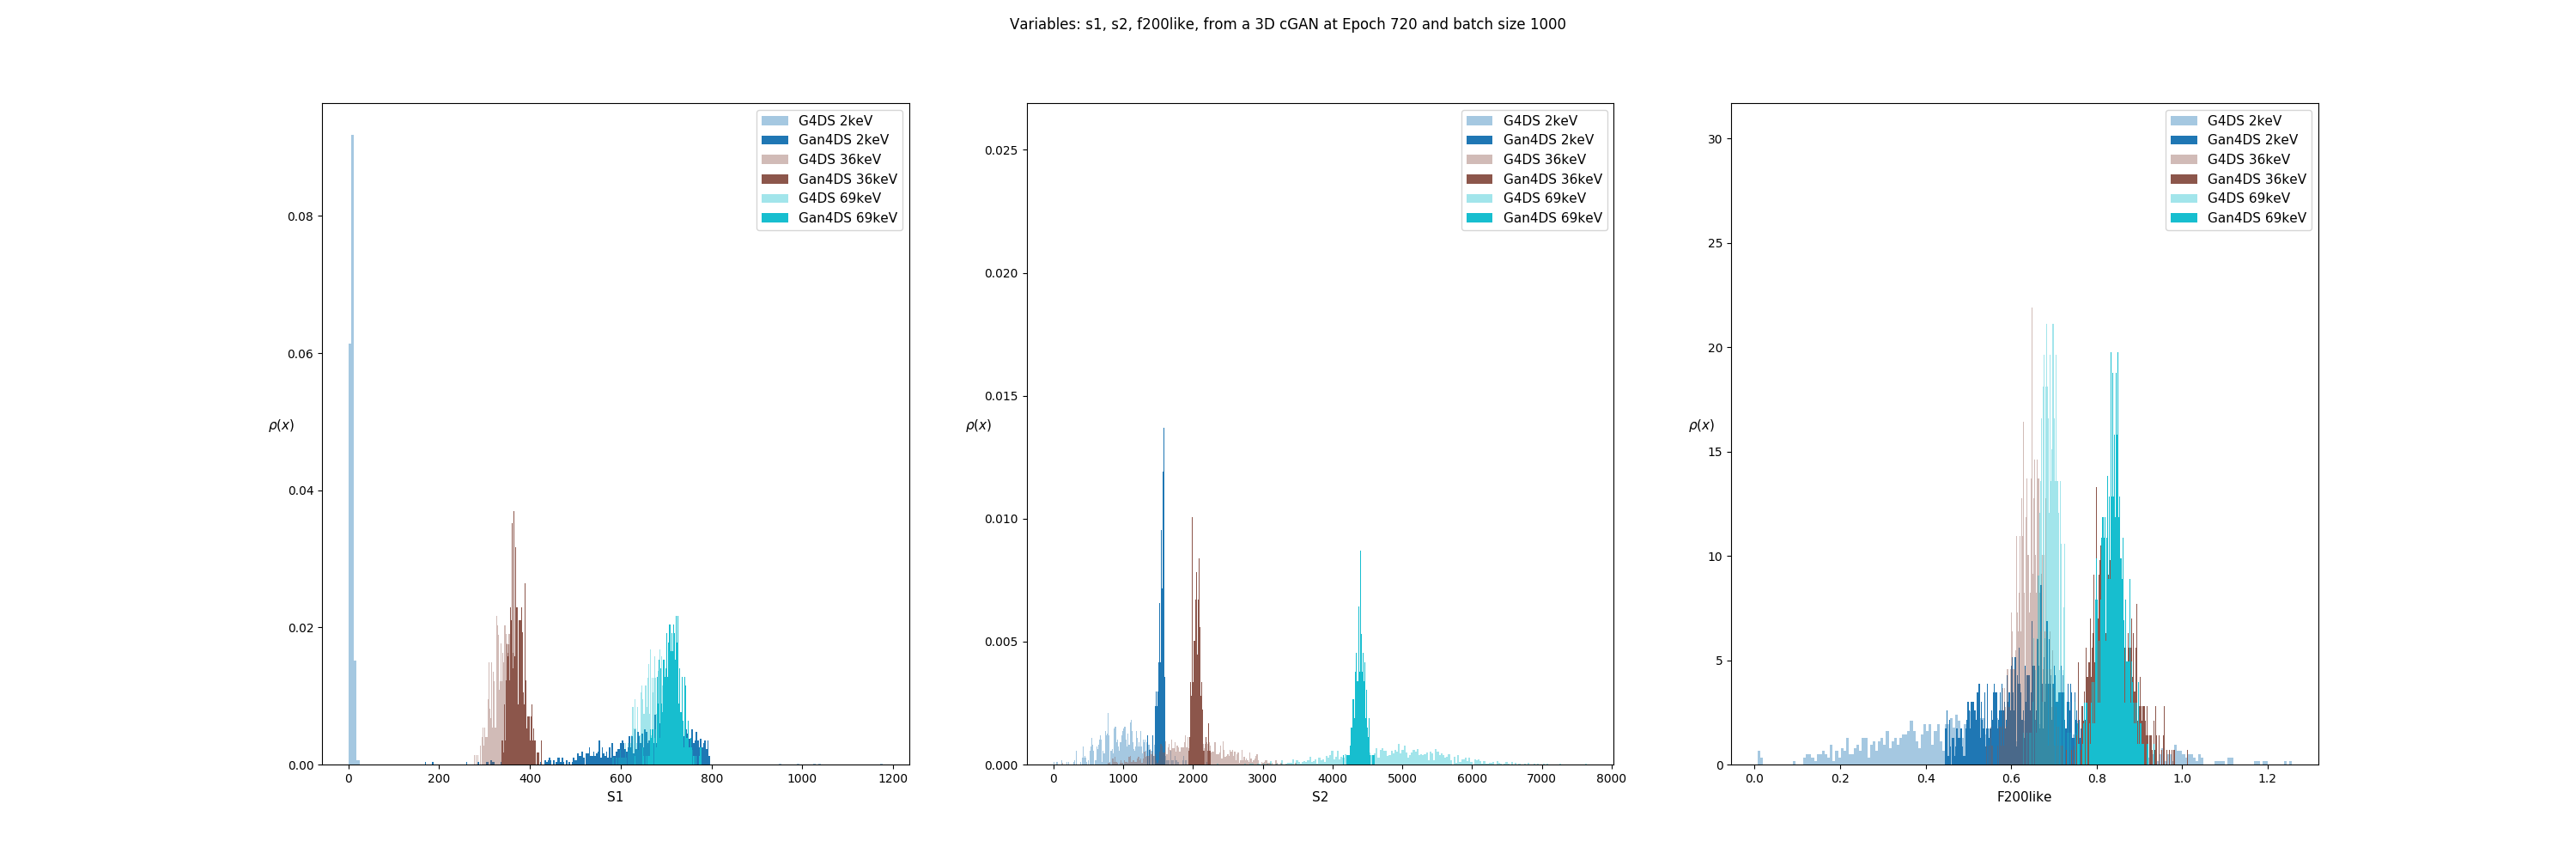 Variables: s1, s2, f200like, from a 3D cGAN at Epoch 720 and batch size 1000
G4DS 2keV
Gan4DS 2keV
G4DS 36keV
Gan4DS 36keV
G4DS 69keV
Gan4DS 69keV
0.08
0.06
ρ(x)
0.04
0.02
0.00
0
200
400
600
800
1000
1200
S1
G4DS 2keV
Gan4DS 2keV
G4DS 36keV
Gan4DS 36keV
G4DS 69keV
Gan4DS 69keV
0.025
0.020
0.015
ρ(x)
0.010
0.005
0.000
0
1000
2000
3000
4000
5000
6000
7000
8000
S2
G4DS 2keV
Gan4DS 2keV
G4DS 36keV
Gan4DS 36keV
G4DS 69keV
Gan4DS 69keV
30
25
20
ρ(x)
15
10
5
0
0.0
0.2
0.4
0.6
0.8
1.0
1.2
F200like